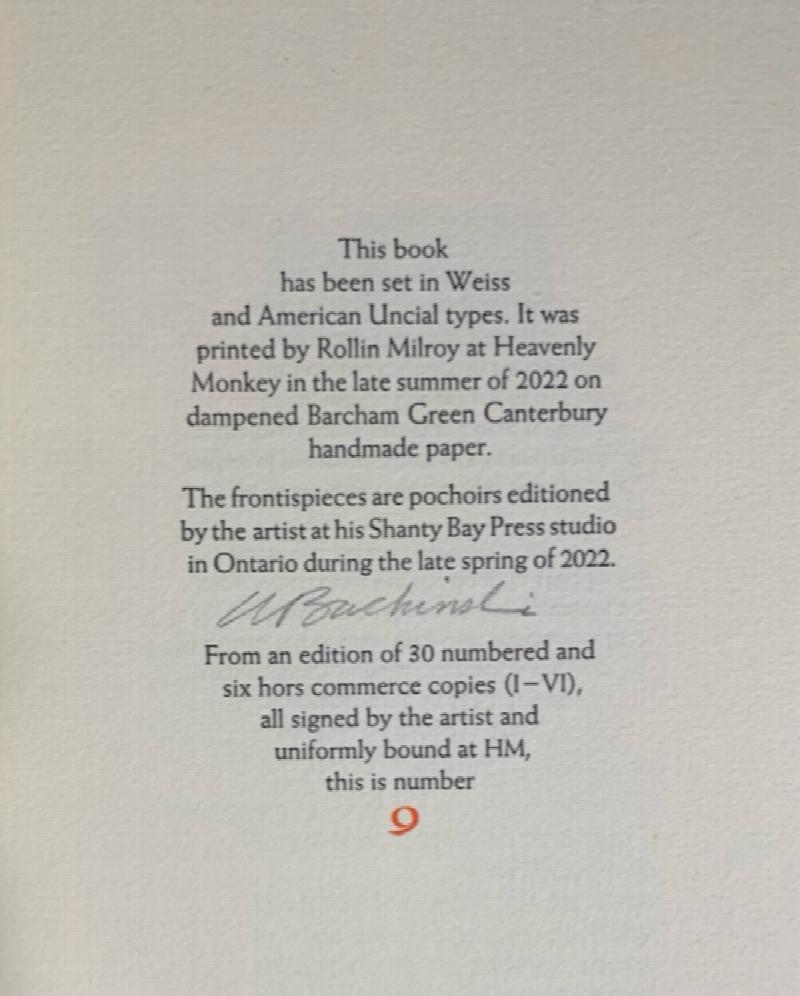 This book
has been set in Weiss
and American Uncial types. It was
printed by Rollin Milroy at Heavenly
Monkey in the late summer of 2022 on
dampened Barcham Green Canterbury
handmade paper.
The frontispieces are pochoirs editioned
by the artist at his Shanty Bay Press studio
in Ontario during the late spring of 2022.
WBachinski
From an edition of 30 numbered and
six hors commerce copies (I–VI),
all signed by the artist and
uniformly bound at HM,
this is number
9